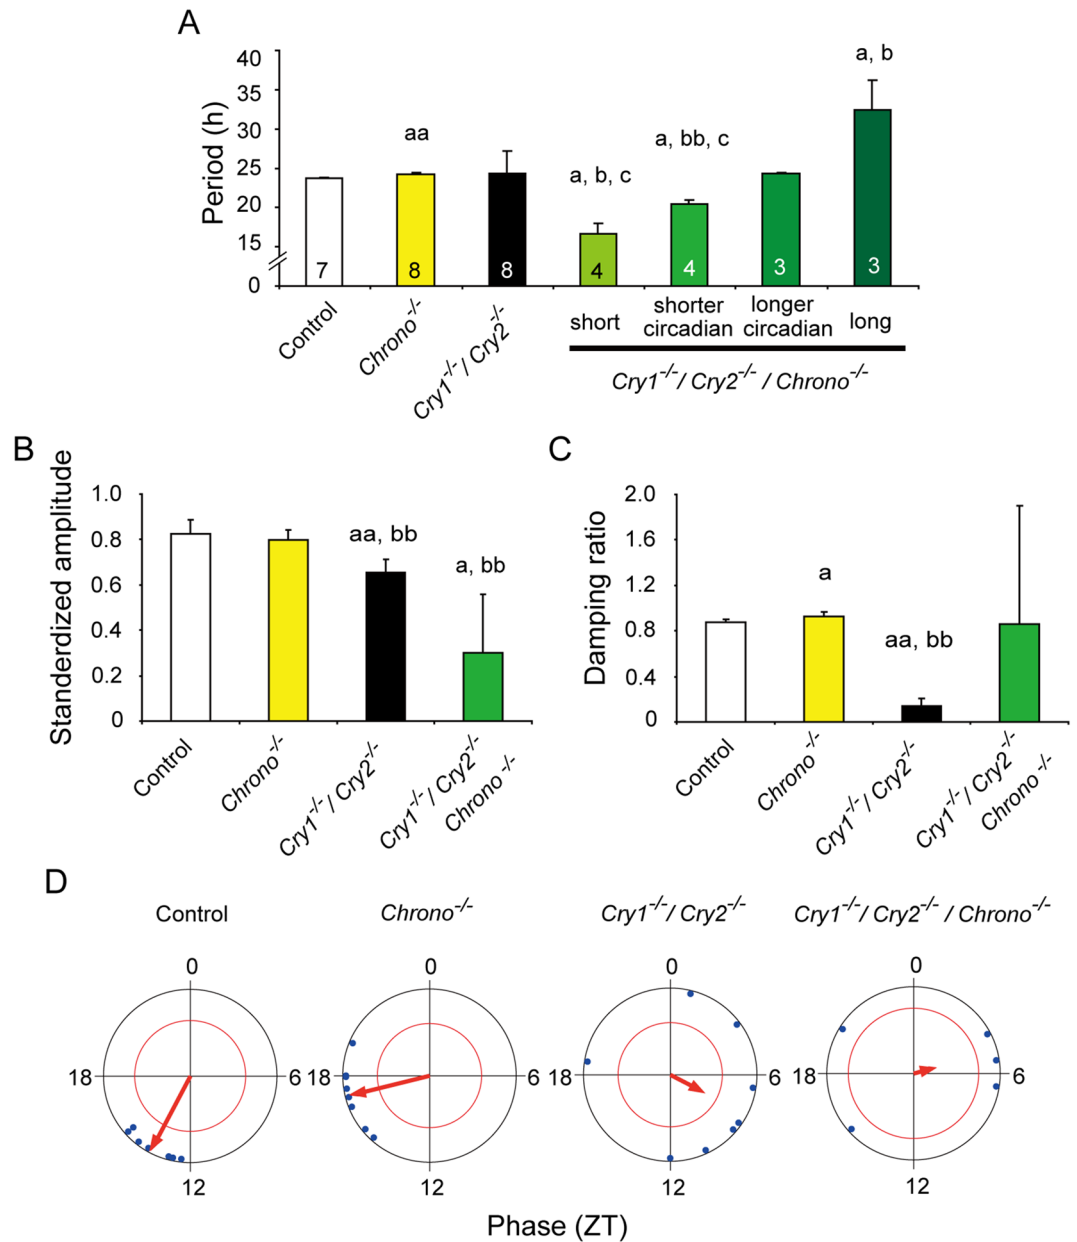 A
Period (h)
40
35
30
25
20
15
0
aa
a, b, c
a, bb, c
a, b
7
8
8
4
4
3
3
Control
Chrono-/-
Cry1-/-/ Cry2-/-
short
shorter
circadian
longer
circadian
long
Cry1-/-/ Cry2-/- / Chrono-/-
B
Standerdized amplitude
1.0
0.8
0.6
0.4
0.2
0
aa, bb
a, bb
Control
Chrono-/-
Cry1-/-/ Cry2-/-
Cry1-/-/ Cry2-/-
Chrono-/-
C
Damping ratio
2.0
1.6
1.2
0.8
0.4
0
a
aa, bb
Control
Chrono-/-
Cry1-/-/ Cry2-/-
Cry1-/-/ Cry2-/-
Chrono-/-
D
Control
0
18
6
12
Chrono-/-
0
18
6
12
Cry1-/-/ Cry2-/-
0
18
6
12
Cry1-/-/ Cry2-/- / Chrono-/-
0
18
6
12
Phase (ZT)